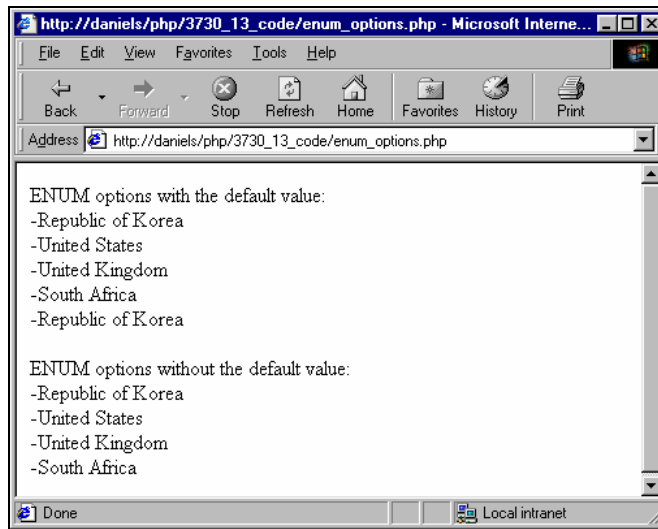 http://daniels/php/3730_13_code/enum_options.php - Microsoft Interne...
File Edit View Favorites Tools Help
Back Forward Stop Refresh Home Favorites History Print
Address http://daniels/php/3730_13_code/enum_options.php
ENUM options with the default value:
-Republic of Korea
-United States
-United Kingdom
-South Africa
-Republic of Korea
ENUM options without the default value:
-Republic of Korea
-United States
-United Kingdom
-South Africa
Done Local intranet